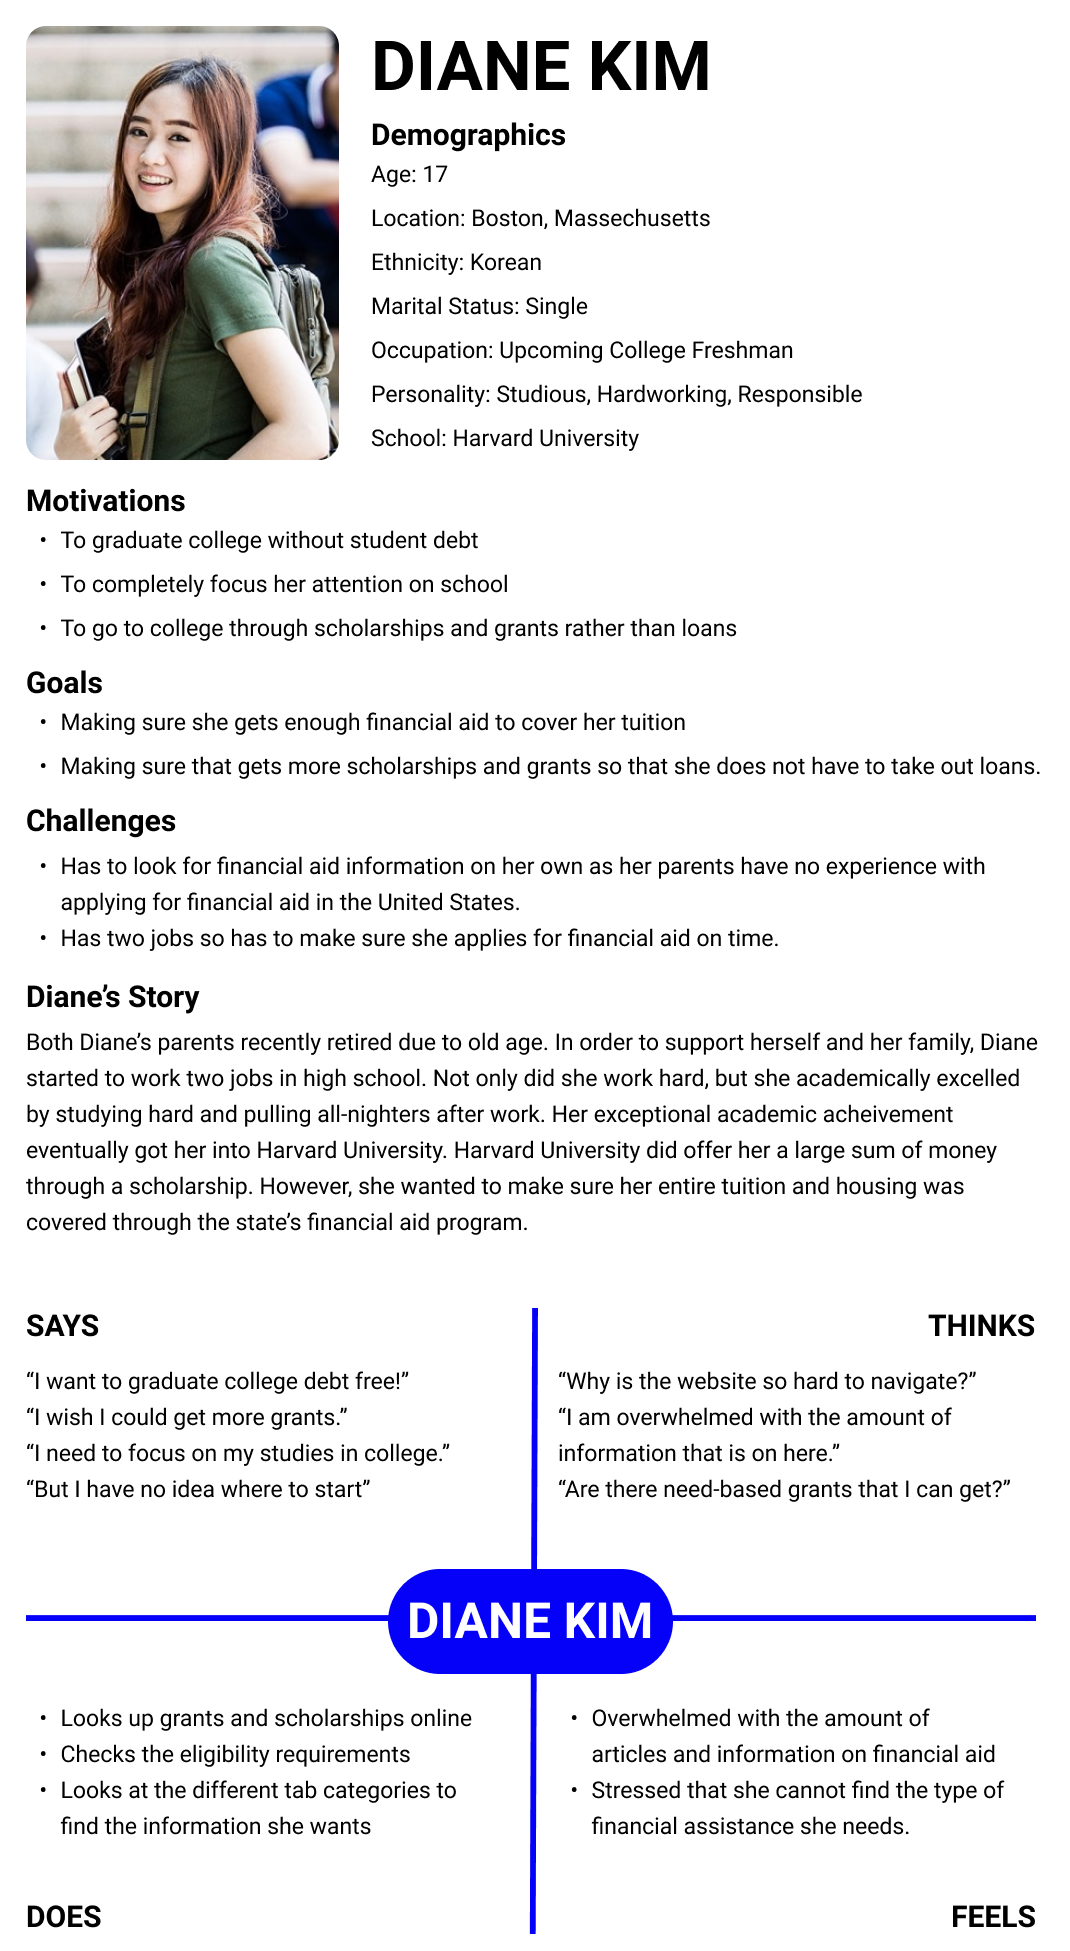 DIANE KIM
Demographics
Age: 17
Location: Boston, Massechusetts
Ethnicity: Korean
Marital Status: Single
Occupation: Upcoming College Freshman
Personality: Studious, Hardworking, Responsible
School: Harvard University
Motivations
• To graduate college without student debt
• To completely focus her attention on school
• To go to college through scholarships and grants rather than loans
Goals
• Making sure she gets enough financial aid to cover her tuition
• Making sure that gets more scholarships and grants so that she does not have to take out loans.
Challenges
• Has to look for financial aid information on her own as her parents have no experience with
applying for financial aid in the United States.
• Has two jobs so has to make sure she applies for financial aid on time.
Diane’s Story
Both Diane’s parents recently retired due to old age. In order to support herself and her family, Diane
started to work two jobs in high school. Not only did she work hard, but she academically excelled
by studying hard and pulling all-nighters after work. Her exceptional academic acheivement
eventually got her into Harvard University. Harvard University did offer her a large sum of money
through a scholarship. However, she wanted to make sure her entire tuition and housing was
covered through the state’s financial aid program.
SAYS
“I want to graduate college debt free!”
“I wish I could get more grants.”
“I need to focus on my studies in college.”
“But I have no idea where to start”
THINKS
“Why is the website so hard to navigate?”
“I am overwhelmed with the amount of
information that is on here.”
“Are there need-based grants that I can get?”
DIANE KIM
• Looks up grants and scholarships online
• Checks the eligibility requirements
• Looks at the different tab categories to
find the information she wants
DOES
• Overwhelmed with the amount of
articles and information on financial aid
• Stressed that she cannot find the type of
financial assistance she needs.
FEELS